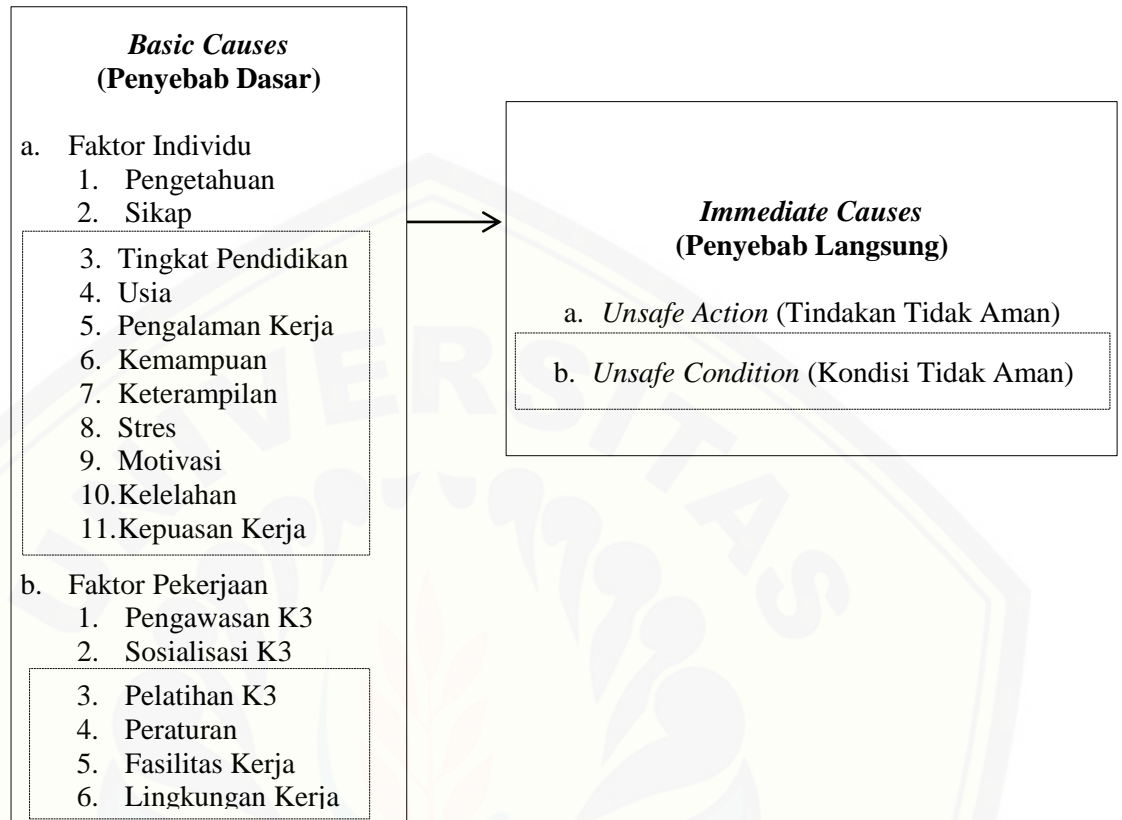 Basic Causes
(Penyebab Dasar)
a. Faktor Individu
1. Pengetahuan
2. Sikap
3. Tingkat Pendidikan
4. Usia
5. Pengalaman Kerja
6. Kemampuan
7. Keterampilan
8. Stres
9. Motivasi
10.Kelelahan
11.Kepuasan Kerja
b. Faktor Pekerjaan
1. Pengawasan K3
2. Sosialisasi K3
3. Pelatihan K3
4. Peraturan
5. Fasilitas Kerja
6. Lingkungan Kerja
Immediate Causes
(Penyebab Langsung)
a. Unsafe Action (Tindakan Tidak Aman)
b. Unsafe Condition (Kondisi Tidak Aman)
UNIVERSITAS